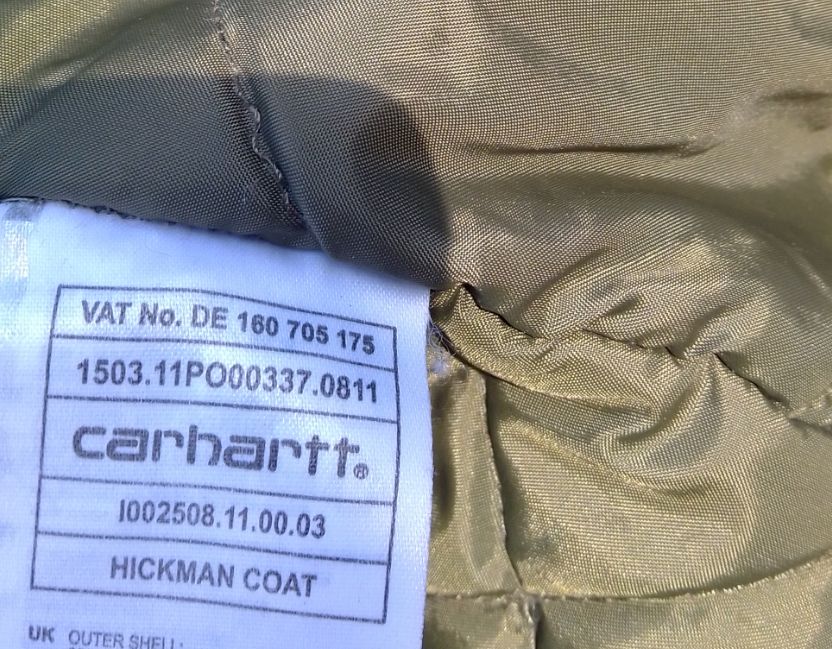 VAT No. DE 160 705 175
1503.11PO00337.0811
carhartt®
I002508.11.00.03
HICKMAN COAT
UK OUTER SHELL: